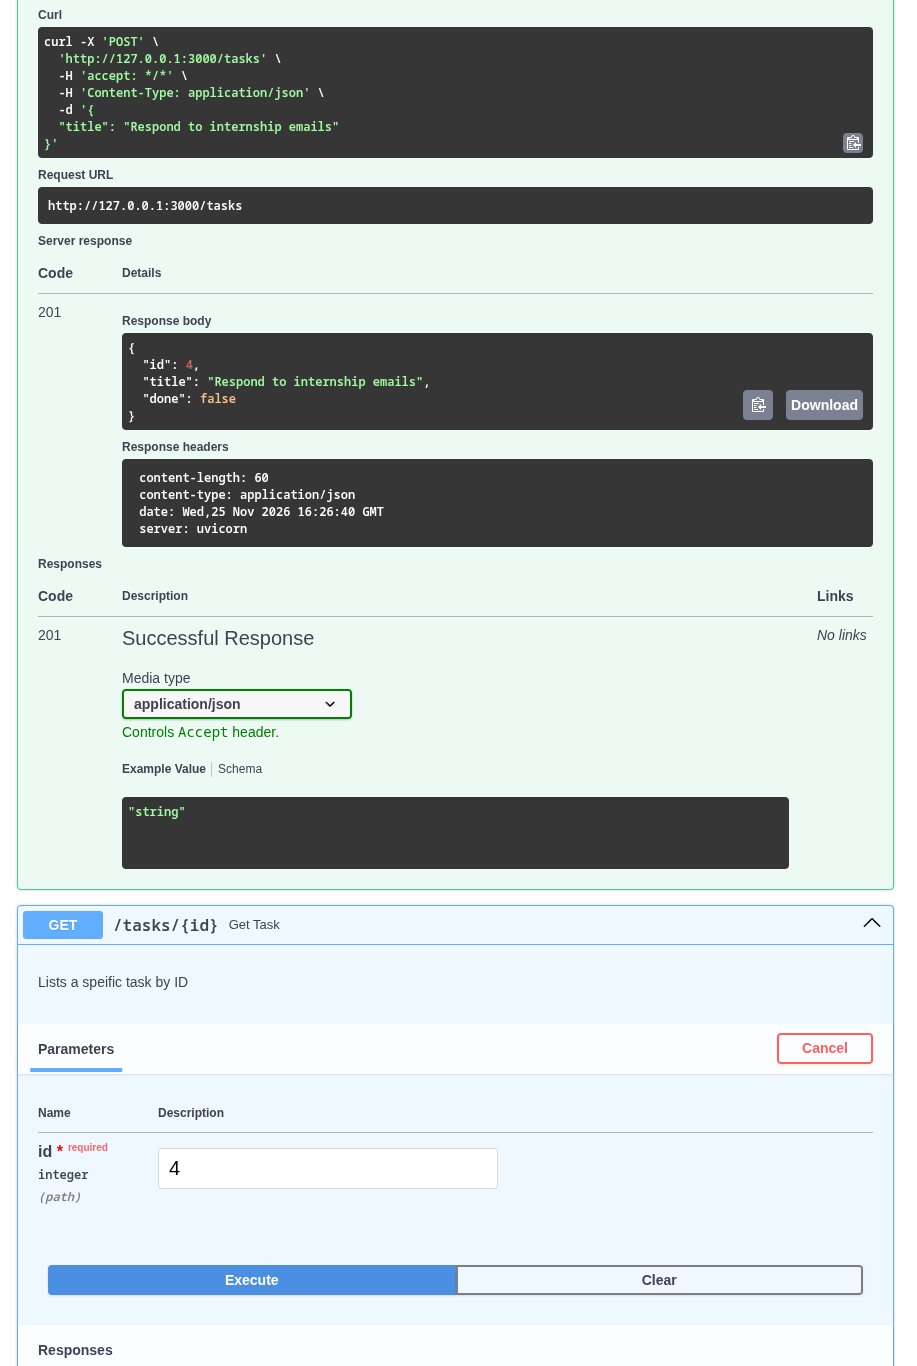 Curl
curl -X 'POST' \
  'http://127.0.0.1:3000/tasks' \
  -H 'accept: */*' \
  -H 'Content-Type: application/json' \
  -d '{
  "title": "Respond to internship emails"
}'
Request URL
http://127.0.0.1:3000/tasks
Server response
Code Details
201
Response body
{
  "id": 4,
  "title": "Respond to internship emails",
  "done": false
}
Download
Response headers
content-length: 60
content-type: application/json
date: Wed,25 Nov 2026 16:26:40 GMT
server: uvicorn
Responses
Code Description Links
201 Successful Response No links
Media type
application/json
Controls Accept header.
Example Value Schema
"string"
GET /tasks/{id} Get Task
Lists a speific task by ID
Parameters Cancel
Name Description
id * required
integer
(path)
4
Execute Clear
Responses